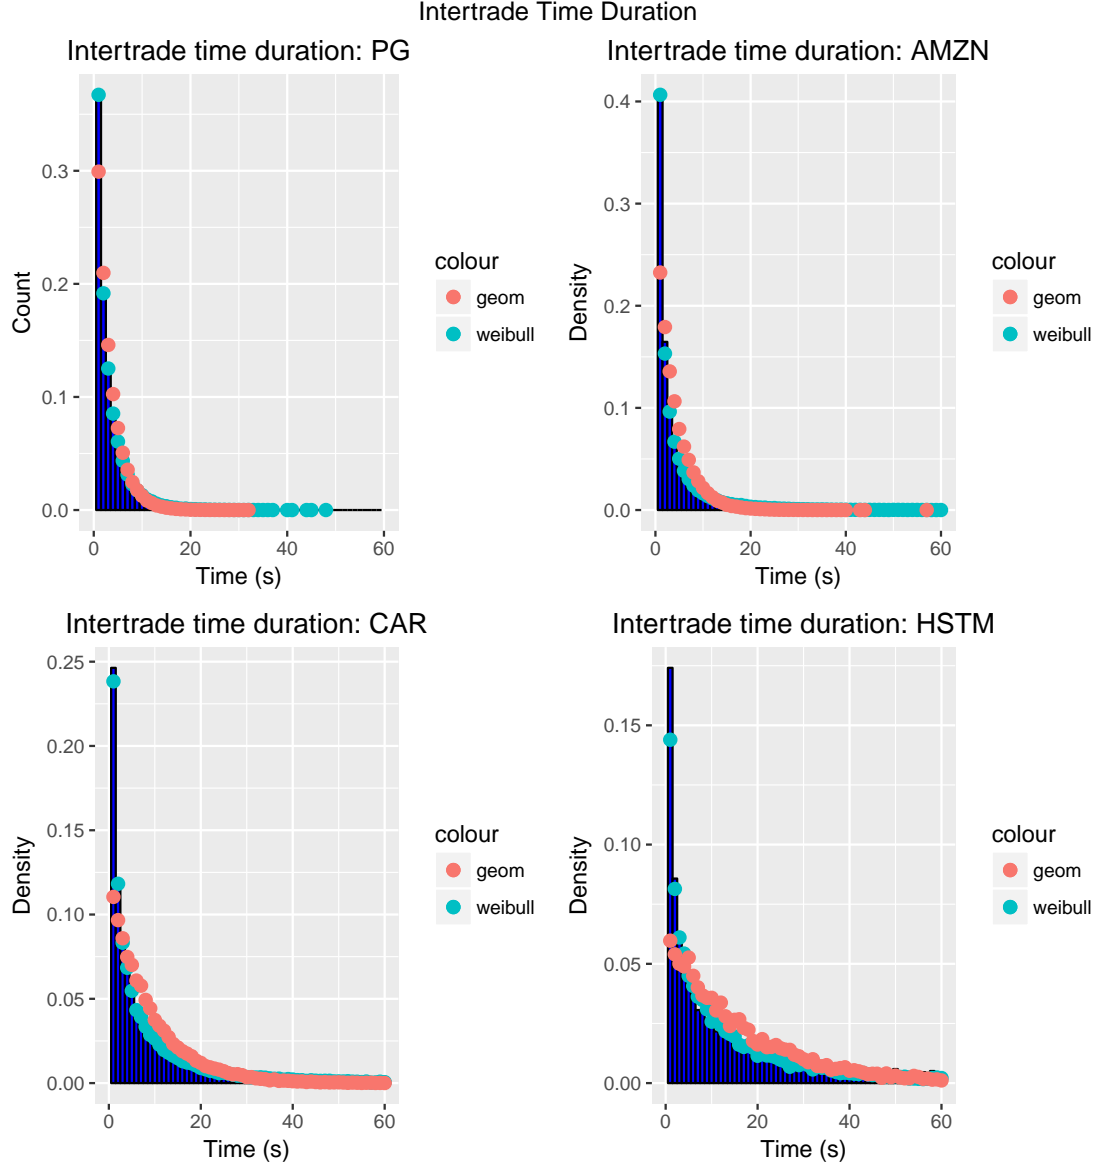 Intertrade Time Duration
Intertrade time duration: PG
0.3
0.2
0.1
0.0
Count
0 20 40 60
Time (s)
colour
geom
weibull
Intertrade time duration: AMZN
0.4
0.3
0.2
0.1
0.0
Density
0 20 40 60
Time (s)
colour
geom
weibull
Intertrade time duration: CAR
0.25
0.20
0.15
0.10
0.05
0.00
Density
0 20 40 60
Time (s)
colour
geom
weibull
Intertrade time duration: HSTM
0.15
0.10
0.05
0.00
Density
0 20 40 60
Time (s)
colour
geom
weibull